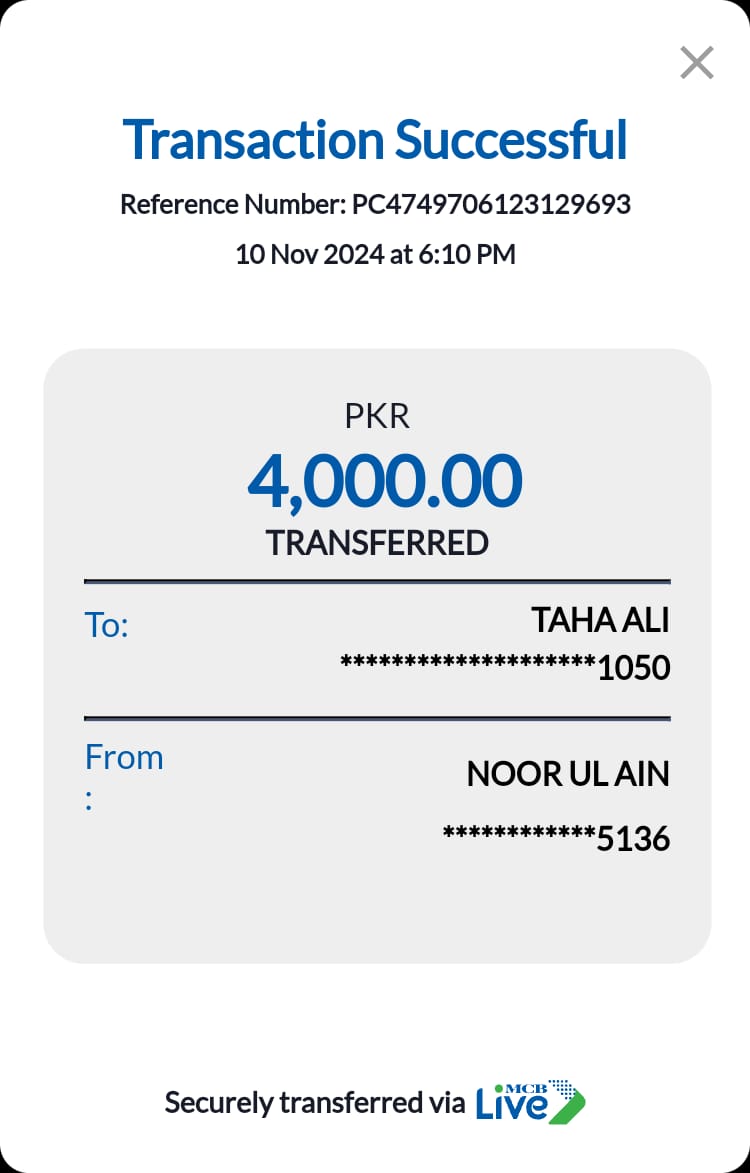 Transaction Successful
Reference Number: PC4749706123129693
10 Nov 2024 at 6:10 PM
PKR
4,000.00
TRANSFERRED
To:
TAHA ALI
********************1050
From
:
NOOR UL AIN
************5136
Securely transferred via MCB Live